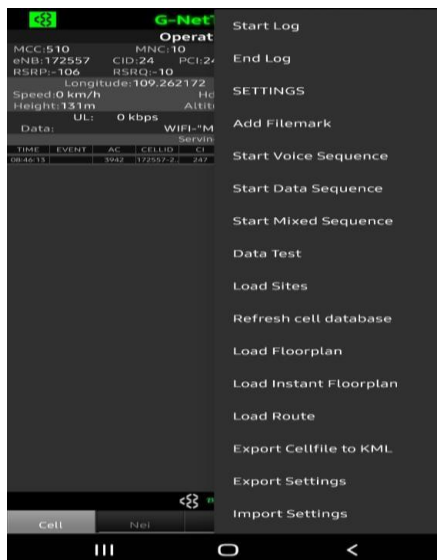 G-NetT
Operat
MCC:510 MNC:10
eNB:172557 CID:24 PCI:24
RSRP:-106 RSRQ:-10
Longitude:109.262172
Speed:0 km/h Hd
Height:131m Altit
UL: 0 kbps
Data: WIFI-"M
Servin
TIME EVENT AC CELLID CI
08:46:13 3942 172557-2. 247
Cell Nei
Start Log
End Log
SETTINGS
Add Filemark
Start Voice Sequence
Start Data Sequence
Start Mixed Sequence
Data Test
Load Sites
Refresh cell database
Load Floorplan
Load Instant Floorplan
Load Route
Export Cellfile to KML
Export Settings
Import Settings